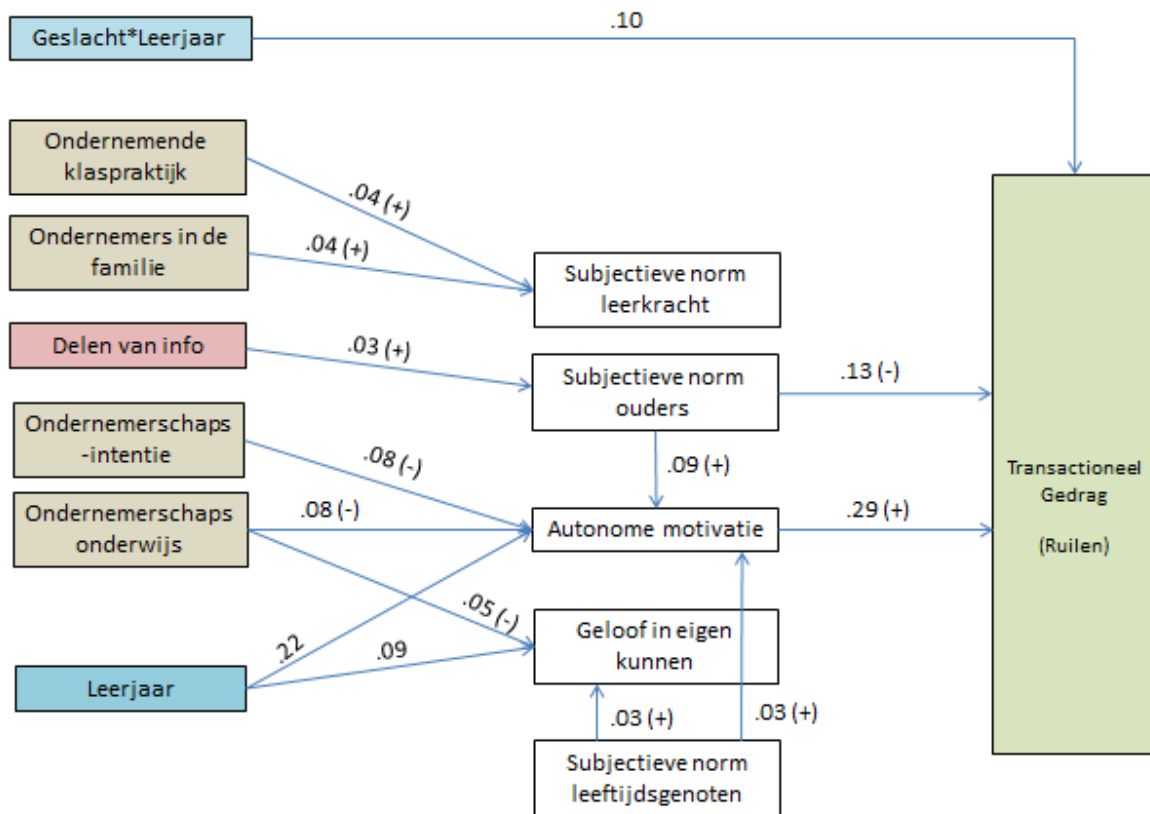 .10
Geslacht*Leerjaar
Ondernemende
klaspraktijk
.04 (+)
Ondernemers in de
familie
.04 (+)
Subjectieve norm
leerkracht
Delen van info
.03 (+)
Subjectieve norm
ouders
.13 (-)
Ondernemerschaps
-intentie
.08 (-)
.09 (+)
Transactioneel
Gedrag
(Ruilen)
Ondernemerschaps
onderwijs
.08 (-)
Autonome motivatie
.29 (+)
.05 (-)
Geloof in eigen
kunnen
.22
.09
Leerjaar
.03 (+)
.03 (+)
Subjectieve norm
leeftijdsgenoten